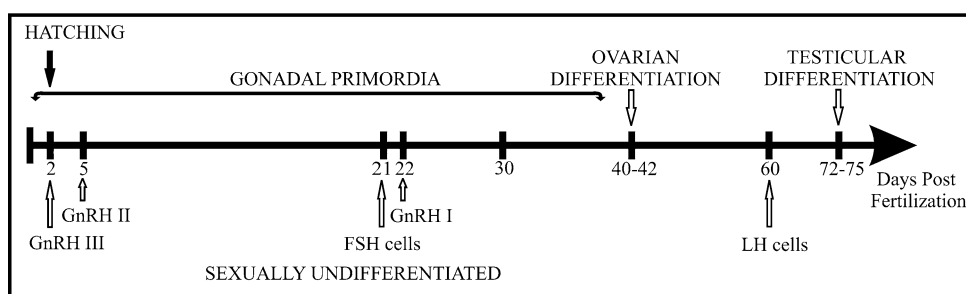 HATCHING
GONADAL PRIMORDIA
OVARIAN
DIFFERENTIATION
TESTICULAR
DIFFERENTIATION
2
5
21
22
30
40-42
60
72-75
Days Post
Fertilization
GnRH II
GnRH III
GnRH I
FSH cells
LH cells
SEXUALLY UNDIFFERENTIATED